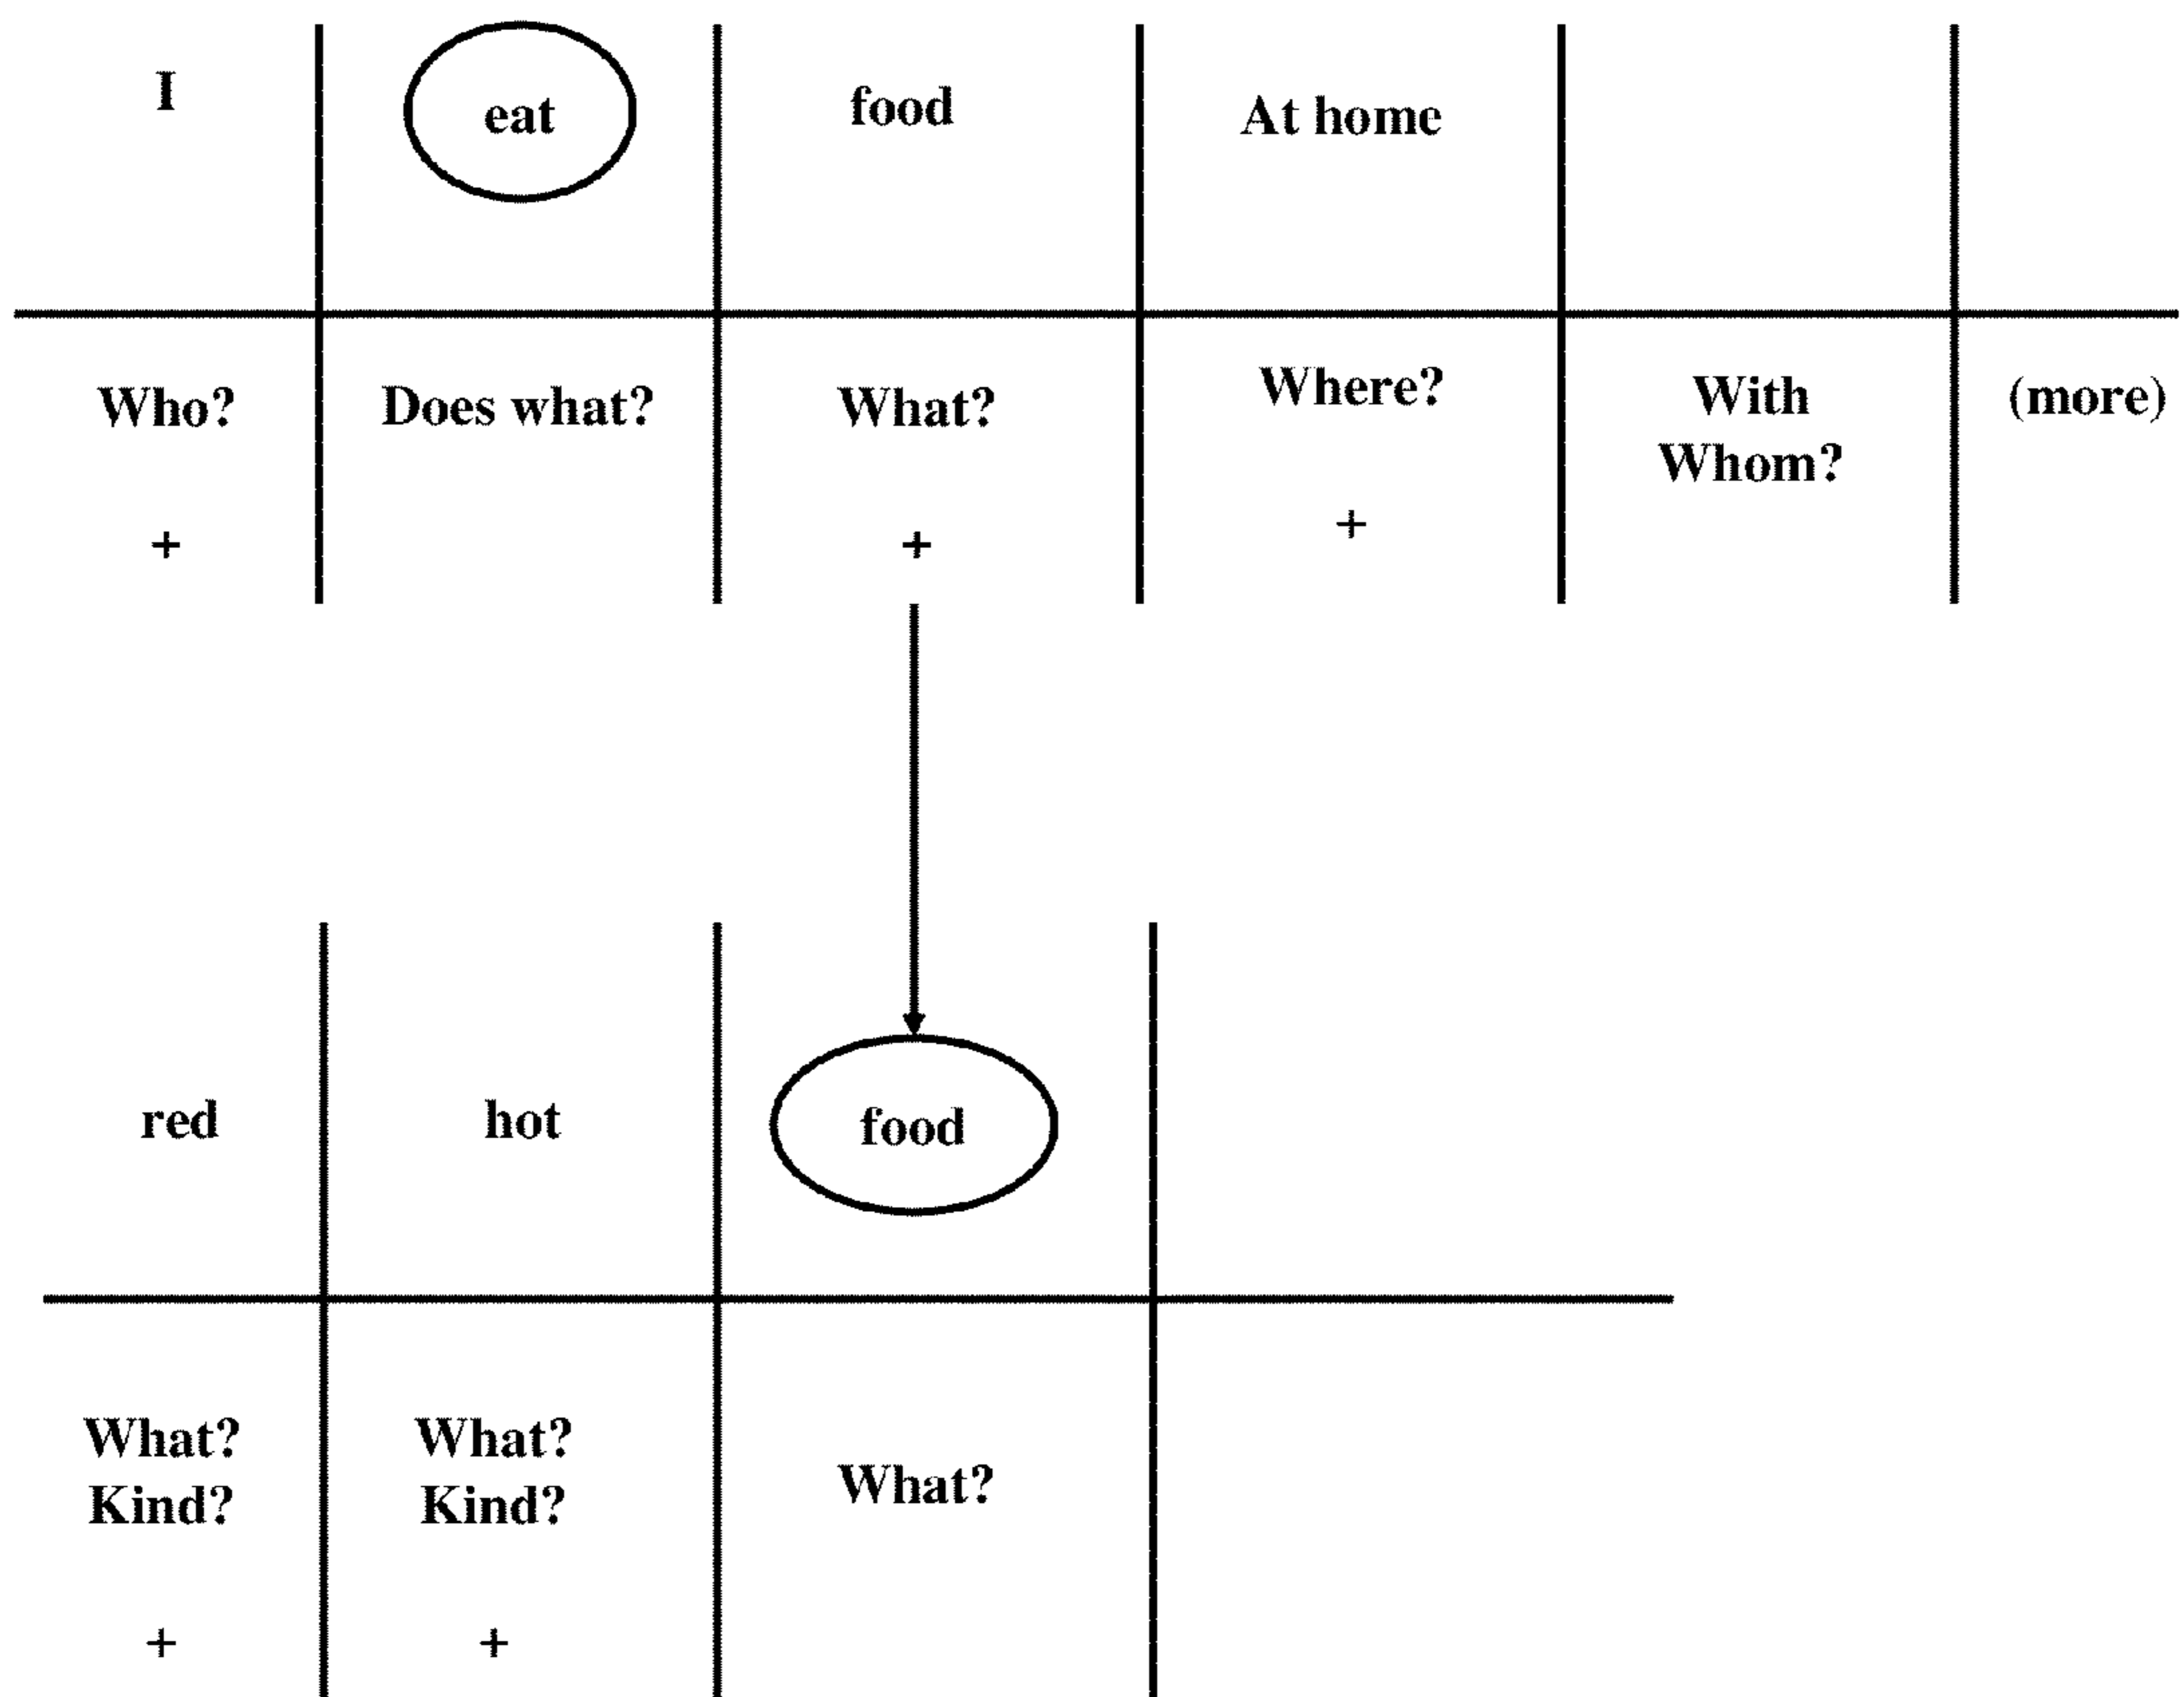 I eat food At home
Who? Does what? What? Where? With Whom? (more)
+ + +
red hot food
What? Kind? What? Kind? What?
+ +